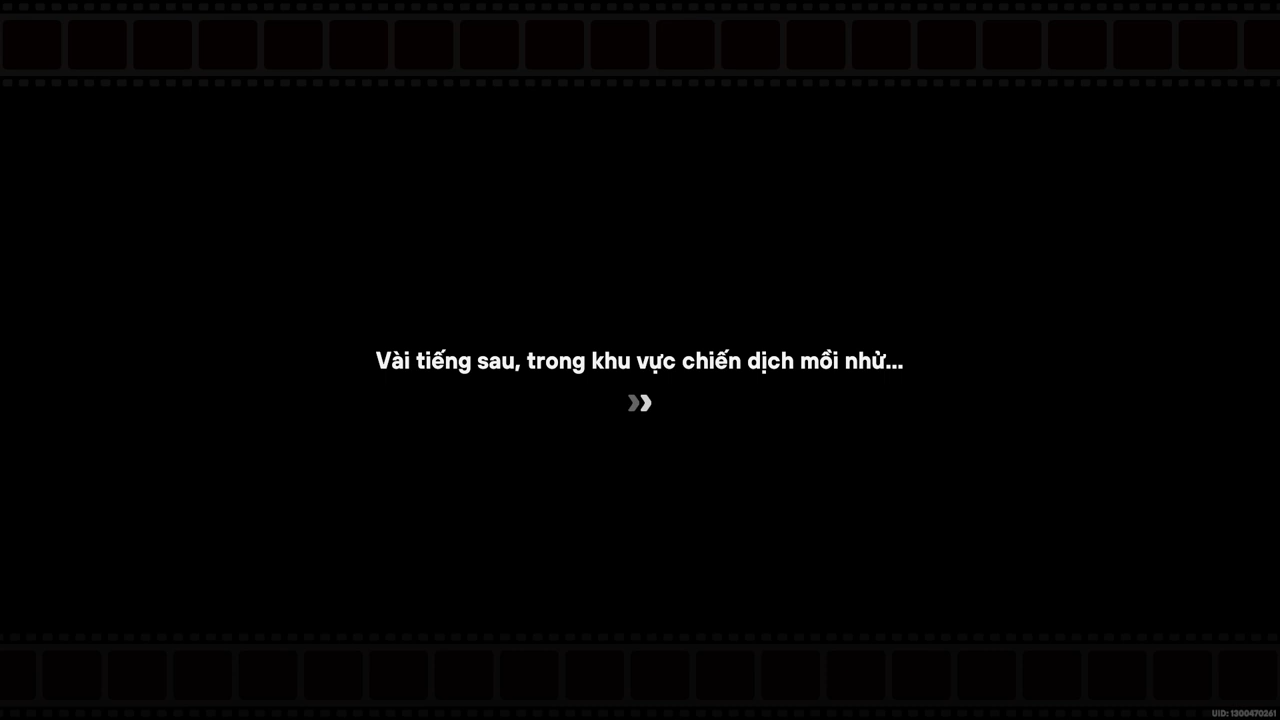 Vài tiếng sau, trong khu vực chiến dịch mồi nhử...
UID: 1300470261